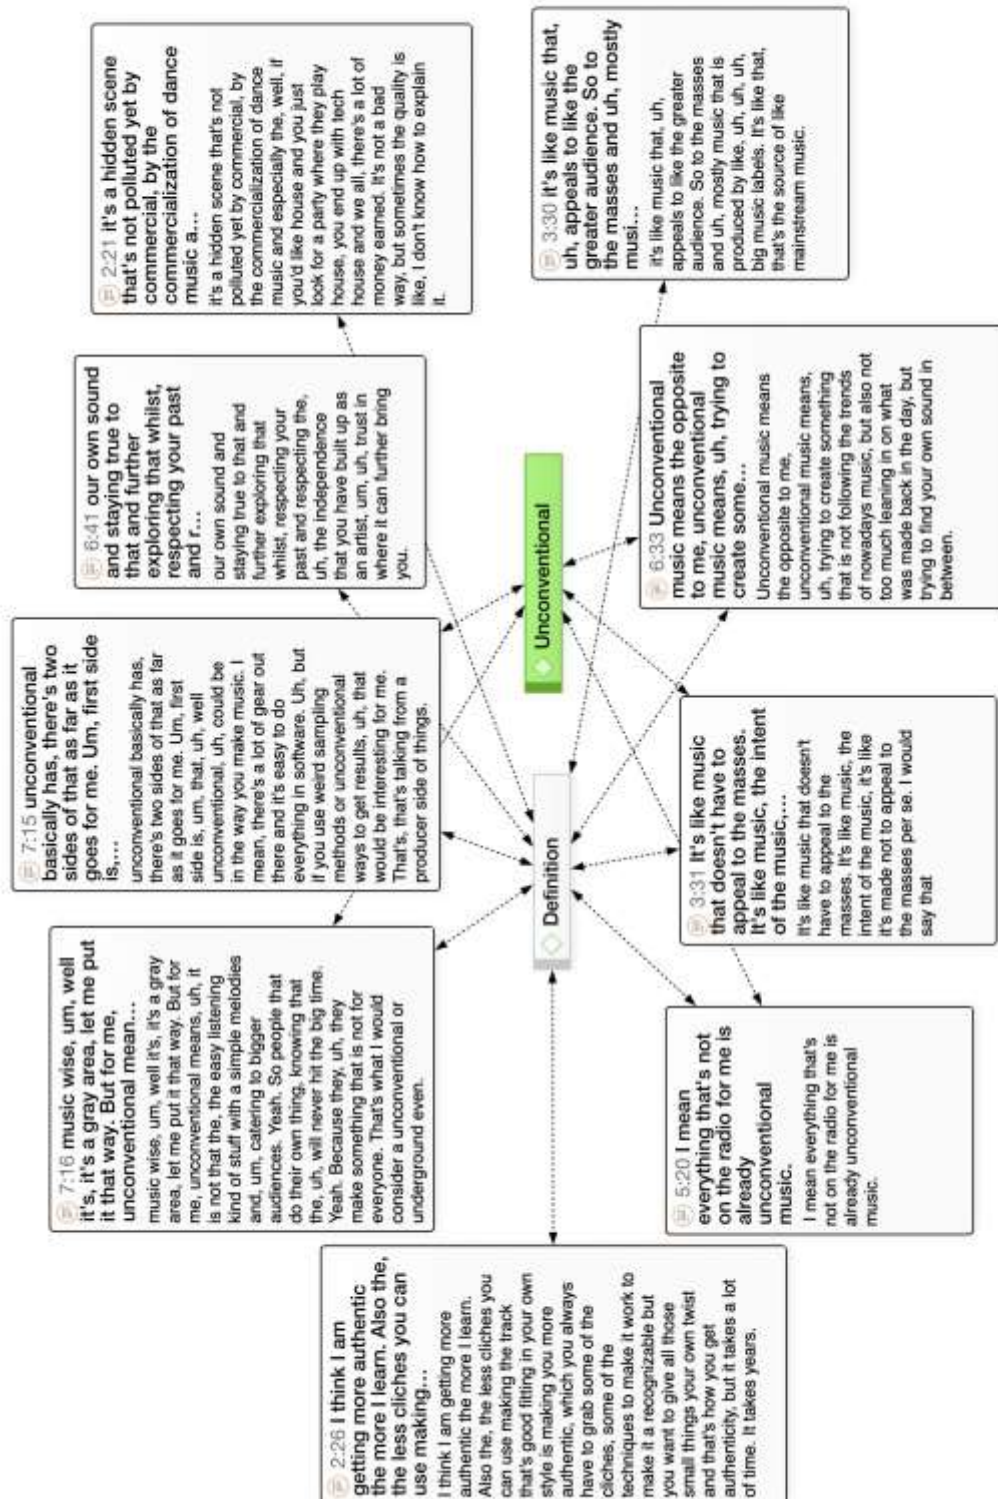 2:26 I think I am
getting more authentic
the more I learn. Also the,
the less cliches you can
use making…
I think I am getting more
authentic the more I learn.
Also the, the less cliches you
can use making the track
that's good fitting in your own
style is making you more
authentic, which you always
have to grab some of the
cliches, some of the
techniques to make it work to
make it a recognizable but
you want to give all those
small things your own twist
and that's how you get
authenticity, but it takes a lot
of time. It takes years.
7:16 music wise, um, well
it's, it's a gray area, let me put
it that way. But for me,
unconventional mean…
music wise, um, well it's, it's a gray
area, let me put it that way. But for
me, unconventional means, uh, it
is not that the, the easy listening
kind of stuff with a simple melodies
and, um, catering to bigger
audiences. Yeah. So people that
do their own thing, knowing that
the, uh, will never hit the big time.
Yeah. Because they, uh, they
make something that is not for
everyone. That's what I would
consider a unconventional or
underground even.
7:15 unconventional
basically has, there's two
sides of that as far as it
goes for me. Um, first side
is,…
unconventional basically has,
there's two sides of that as far
as it goes for me. Um, first
side is, um, that, uh, well
unconventional, uh, could be
in the way you make music. I
mean, there's a lot of gear out
there and it's easy to do
everything in software. Uh, but
if you use weird sampling
methods or unconventional
ways to get results, uh, that
would be interesting for me.
That's, that's talking from a
producer side of things.
6:41 our own sound
and staying true to
that and further
exploring that whilst,
respecting your past
and r…
our own sound and
staying true to that and
further exploring that
whilst, respecting your
past and respecting the,
uh, the independence
that you have built up as
an artist, um, uh, trust in
where it can further bring
you.
2:21 it's a hidden scene
that's not polluted yet by
commercial, by the
commercialization of dance
music a…
it's a hidden scene that's not
polluted yet by commercial, by
the commercialization of dance
music and especially the, well, if
you'd like house and you just
look for a party where they play
house, you end up with tech
house and we all, there's a lot of
money earned. It's not a bad
way, but sometimes the quality is
like, I don't know how to explain
it.
Definition
Unconventional
5:20 I mean
everything that's not
on the radio for me is
already
unconventional
music.
I mean everything that's
not on the radio for me is
already unconventional
music.
3:31 It's like music
that doesn't have to
appeal to the masses.
It's like music, the intent
of the music,…
It's like music that doesn't
have to appeal to the
masses. It's like music, the
intent of the music, it's like
it's made not to appeal to
the masses per se. I would
say that
6:33 Unconventional
music means the opposite
to me, unconventional
music means, uh, trying to
create some…
Unconventional music means
the opposite to me,
unconventional music means,
uh, trying to create something
that is not following the trends
of nowadays music, but also not
too much leaning on what
was made back in the day, but
trying to find your own sound in
between.
3:30 it's like music that,
uh, appeals to like the
greater audience. So to
the masses and uh, mostly
musi…
it's like music that, uh,
appeals to like the greater
audience. So to the masses
and uh, mostly music that is
produced by like, uh, uh, uh,
big music labels. It's like that,
that's the source of like
mainstream music.